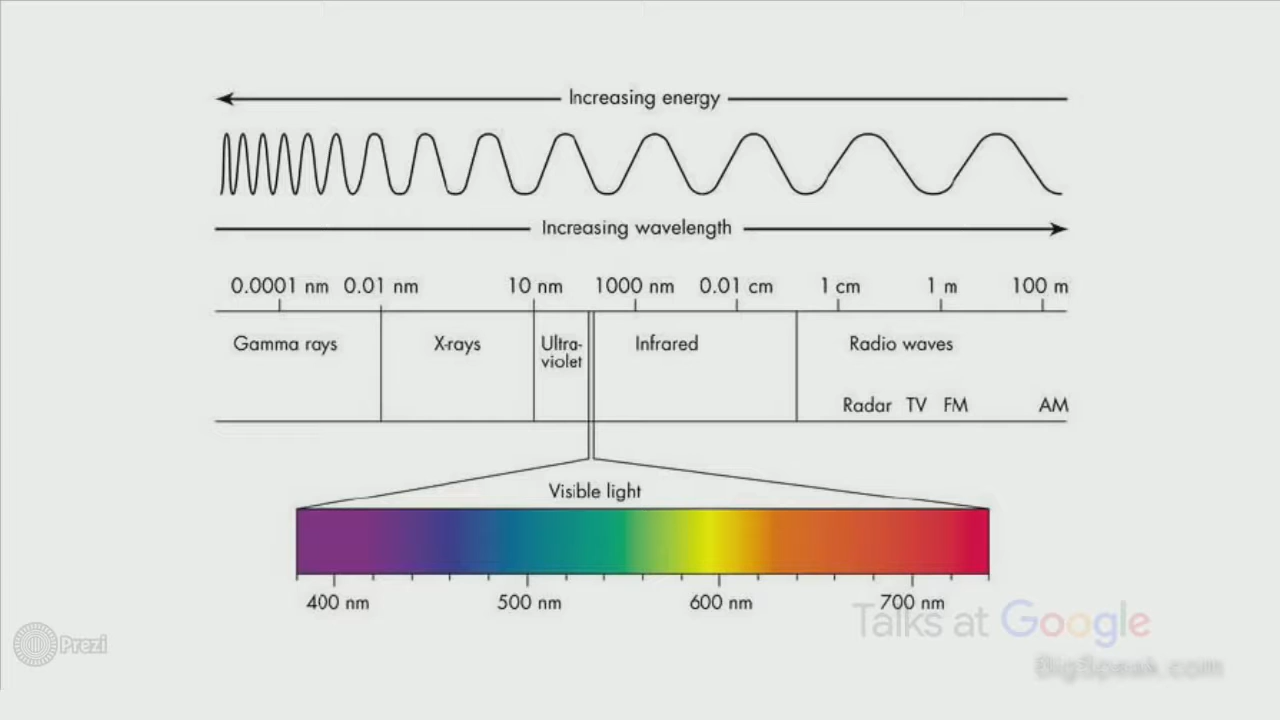 Increasing energy
Increasing wavelength
0.0001 nm 0.01 nm 10 nm 1000 nm 0.01 cm 1 cm 1 m 100 m
Gamma rays X-rays Ultra- Infrared Radio waves
violet
Radar TV FM AM
Visible light
400 nm 500 nm 600 nm 700 nm
Talks at Google
Prezi
BigSpeak.com